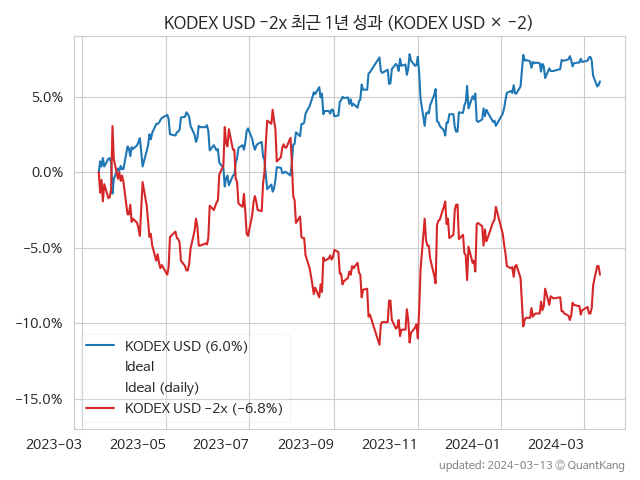 KODEX USD −2x 최근 1년 성과 (KODEX USD × −2)
5.0%
0.0%
−5.0%
−10.0%
−15.0%
KODEX USD (6.0%)
Ideal
Ideal (daily)
KODEX USD −2x (−6.8%)
2023-03 2023-05 2023-07 2023-09 2023-11 2024-01 2024-03
updated: 2024-03-13 ⓒ QuantKang